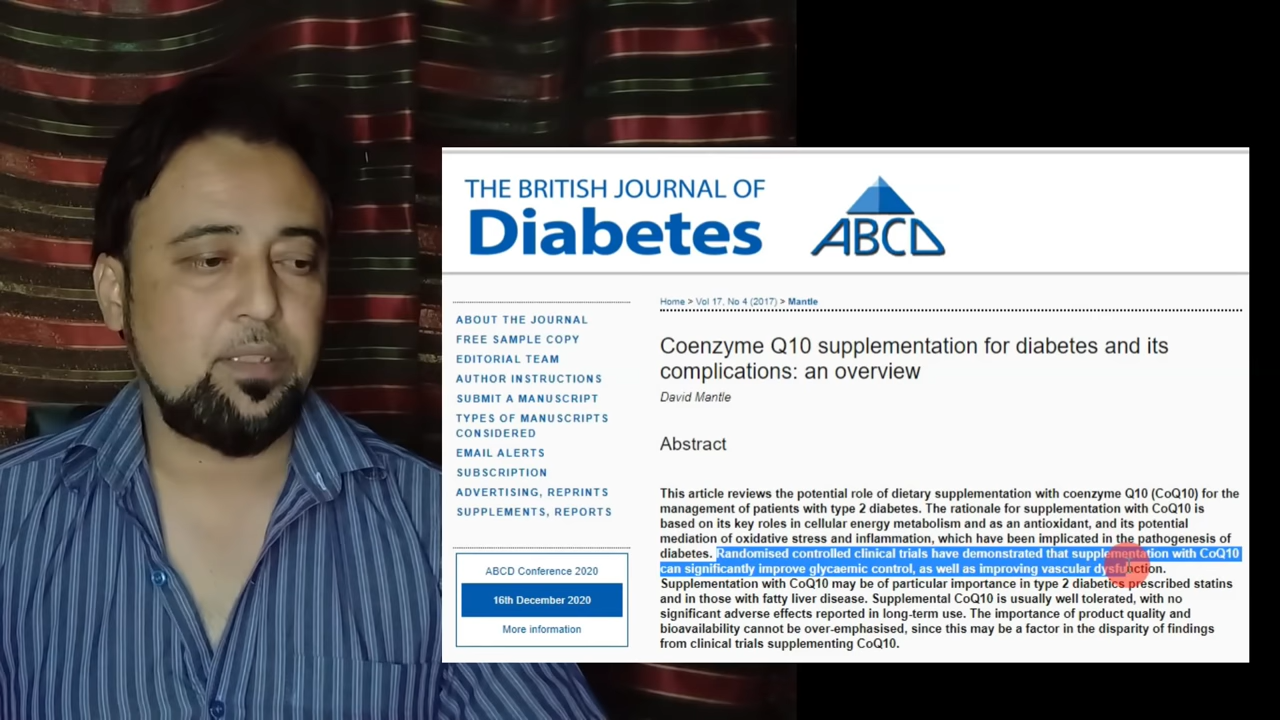 THE BRITISH JOURNAL OF
Diabetes
ABCD
ABOUT THE JOURNAL
FREE SAMPLE COPY
EDITORIAL TEAM
AUTHOR INSTRUCTIONS
SUBMIT A MANUSCRIPT
TYPES OF MANUSCRIPTS
CONSIDERED
EMAIL ALERTS
SUBSCRIPTION
ADVERTISING, REPRINTS
SUPPLEMENTS, REPORTS
ABCD Conference 2020
16th December 2020
More information
Home > Vol 17, No 4 (2017) > Mantle
Coenzyme Q10 supplementation for diabetes and its
complications: an overview
David Mantle
Abstract
This article reviews the potential role of dietary supplementation with coenzyme Q10 (CoQ10) for the
management of patients with type 2 diabetes. The rationale for supplementation with CoQ10 is
based on its key roles in cellular energy metabolism and as an antioxidant, and its potential
mediation of oxidative stress and inflammation, which have been implicated in the pathogenesis of
diabetes. Randomised controlled clinical trials have demonstrated that supplementation with CoQ10
can significantly improve glycaemic control, as well as improving vascular dysfunction.
Supplementation with CoQ10 may be of particular importance in type 2 diabetics prescribed statins
and in those with fatty liver disease. Supplemental CoQ10 is usually well tolerated, with no
significant adverse effects reported in long-term use. The importance of product quality and
bioavailability cannot be over-emphasised, since this may be a factor in the disparity of findings
from clinical trials supplementing CoQ10.